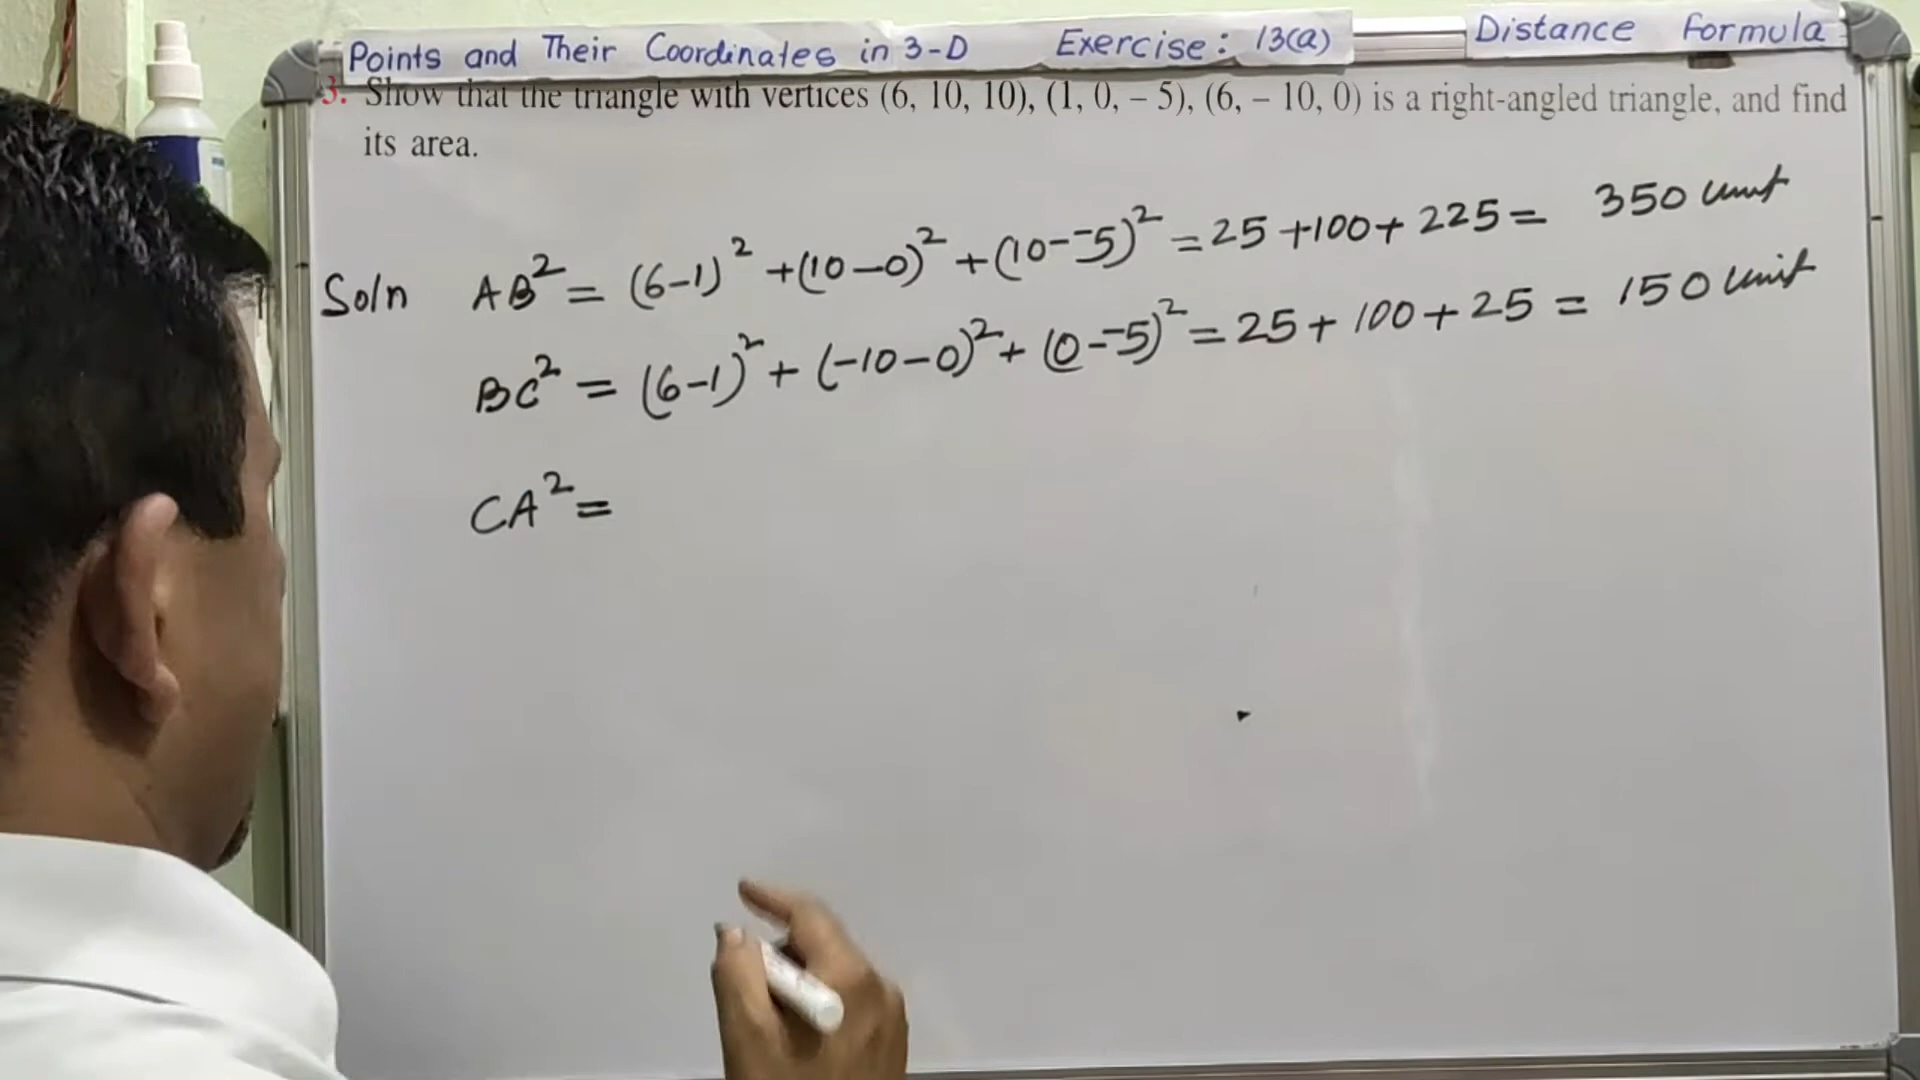 Points and Their Coordinates in 3-D Exercise: 13(a) Distance Formula
3. Show that the triangle with vertices (6, 10, 10), (1, 0, – 5), (6, – 10, 0) is a right-angled triangle, and find
its area.
Soln AB² = (6-1)² +(10-0)² +(10--5)² = 25 +100+ 225 = 350 unit
BC² = (6-1)² + (-10-0)² + (0--5)² = 25 + 100 + 25 = 150 unit
CA² =